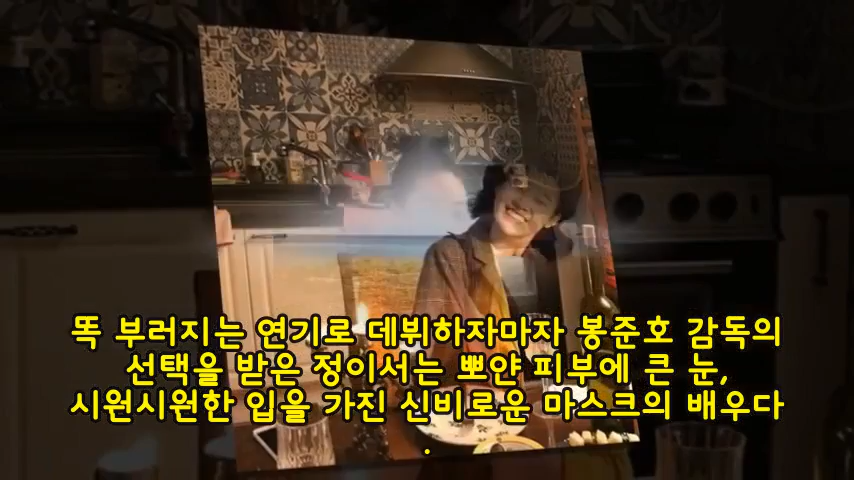 똑 부러지는 연기로 데뷔하자마자 봉준호 감독의
선택을 받은 정이서는 뽀얀 피부에 큰 눈,
시원시원한 입을 가진 신비로운 마스크의 배우다
.